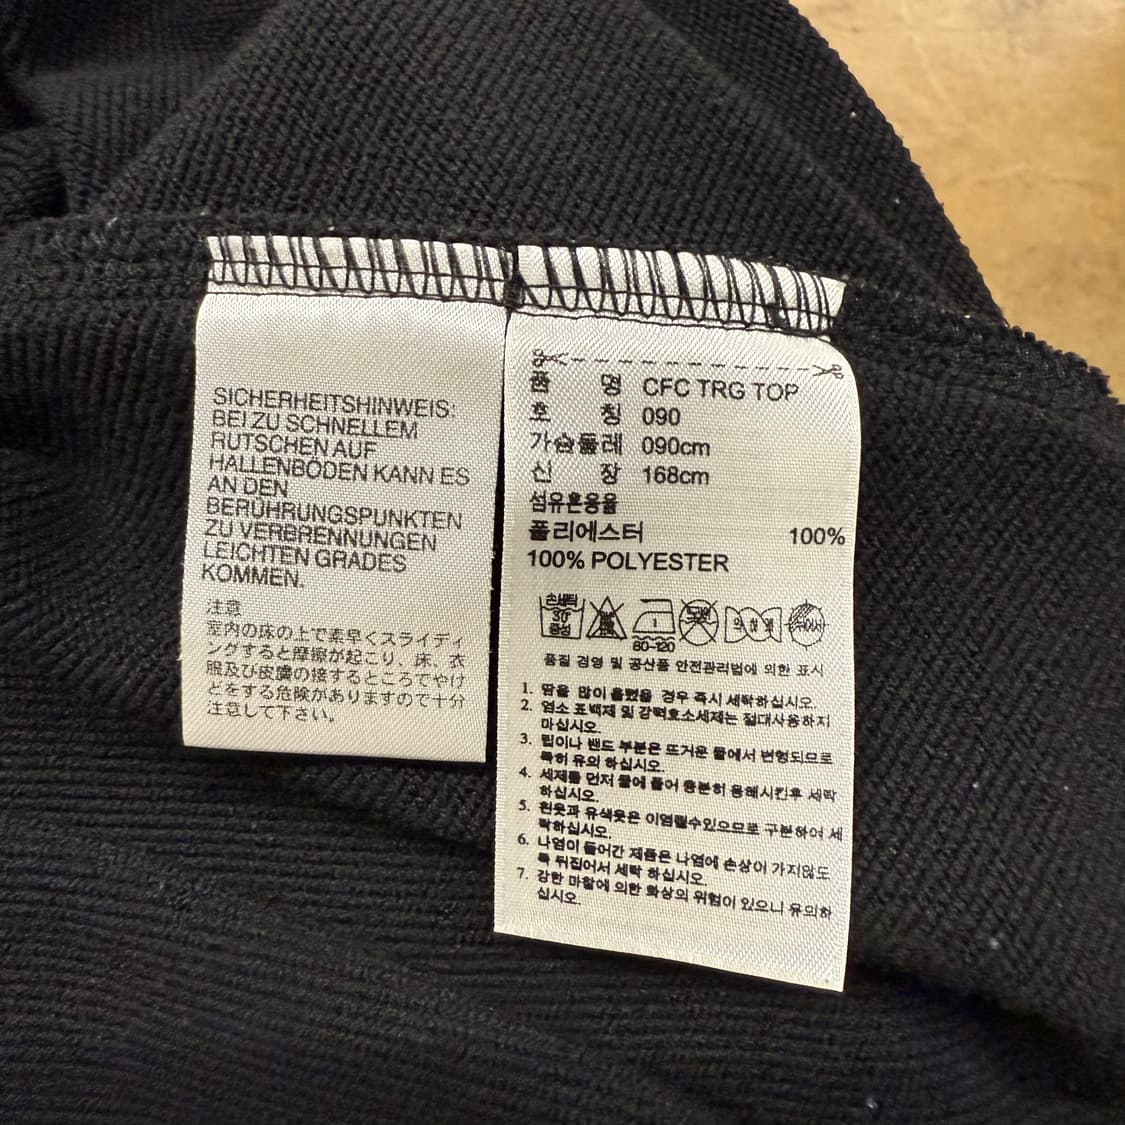 SICHERHEITSHINWEIS:
BEI ZU SCHNELLEM
RUTSCHEN AUF
HALLENBÖDEN KANN ES
AN DEN
BERÜHRUNGSPUNKTEN
ZU VERBRENNUNGEN
LEICHTEN GRADES
KOMMEN.
注意
室内の床の上で素早くスライディ
ングすると摩擦が起こり、床、衣
服及び皮膚の接するところでやけ
どをする危険がありますので十分
注意して下さい。
품 명 CFC TRG TOP
호 칭 090
가슴둘레 090cm
신 장 168cm
섬유혼용율
폴리에스터 100%
100% POLYESTER
손세탁
30°
중성
1
80-120
품질 경영 및 공산품 안전관리법에 의한 표시
1. 땀을 많이 흘렸을 경우 즉시 세탁하십시오.
2. 염소 표백제 및 강력효소세제는 절대사용하지
마십시오.
3. 립이나 밴드 부분은 뜨거운 물에서 변형되므로
특히 유의 하십시오.
4. 세제를 먼저 물에 풀어 충분히 용해시킨후 세탁
하십시오.
5. 흰옷과 유색옷은 이염될수있으므로 구분하여 세
탁하십시오.
6. 나염이 들어간 제품은 나염에 손상이 가지않도
록 뒤집어서 세탁 하십시오.
7. 강한 마찰에 의한 화상의 위험이 있으니 유의하
십시오.